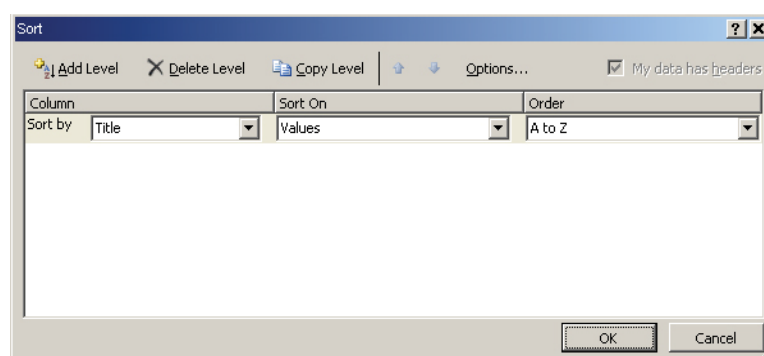 Sort
Add Level Delete Level Copy Level Options... My data has headers
Column Sort On Order
Sort by Title Values A to Z
OK Cancel